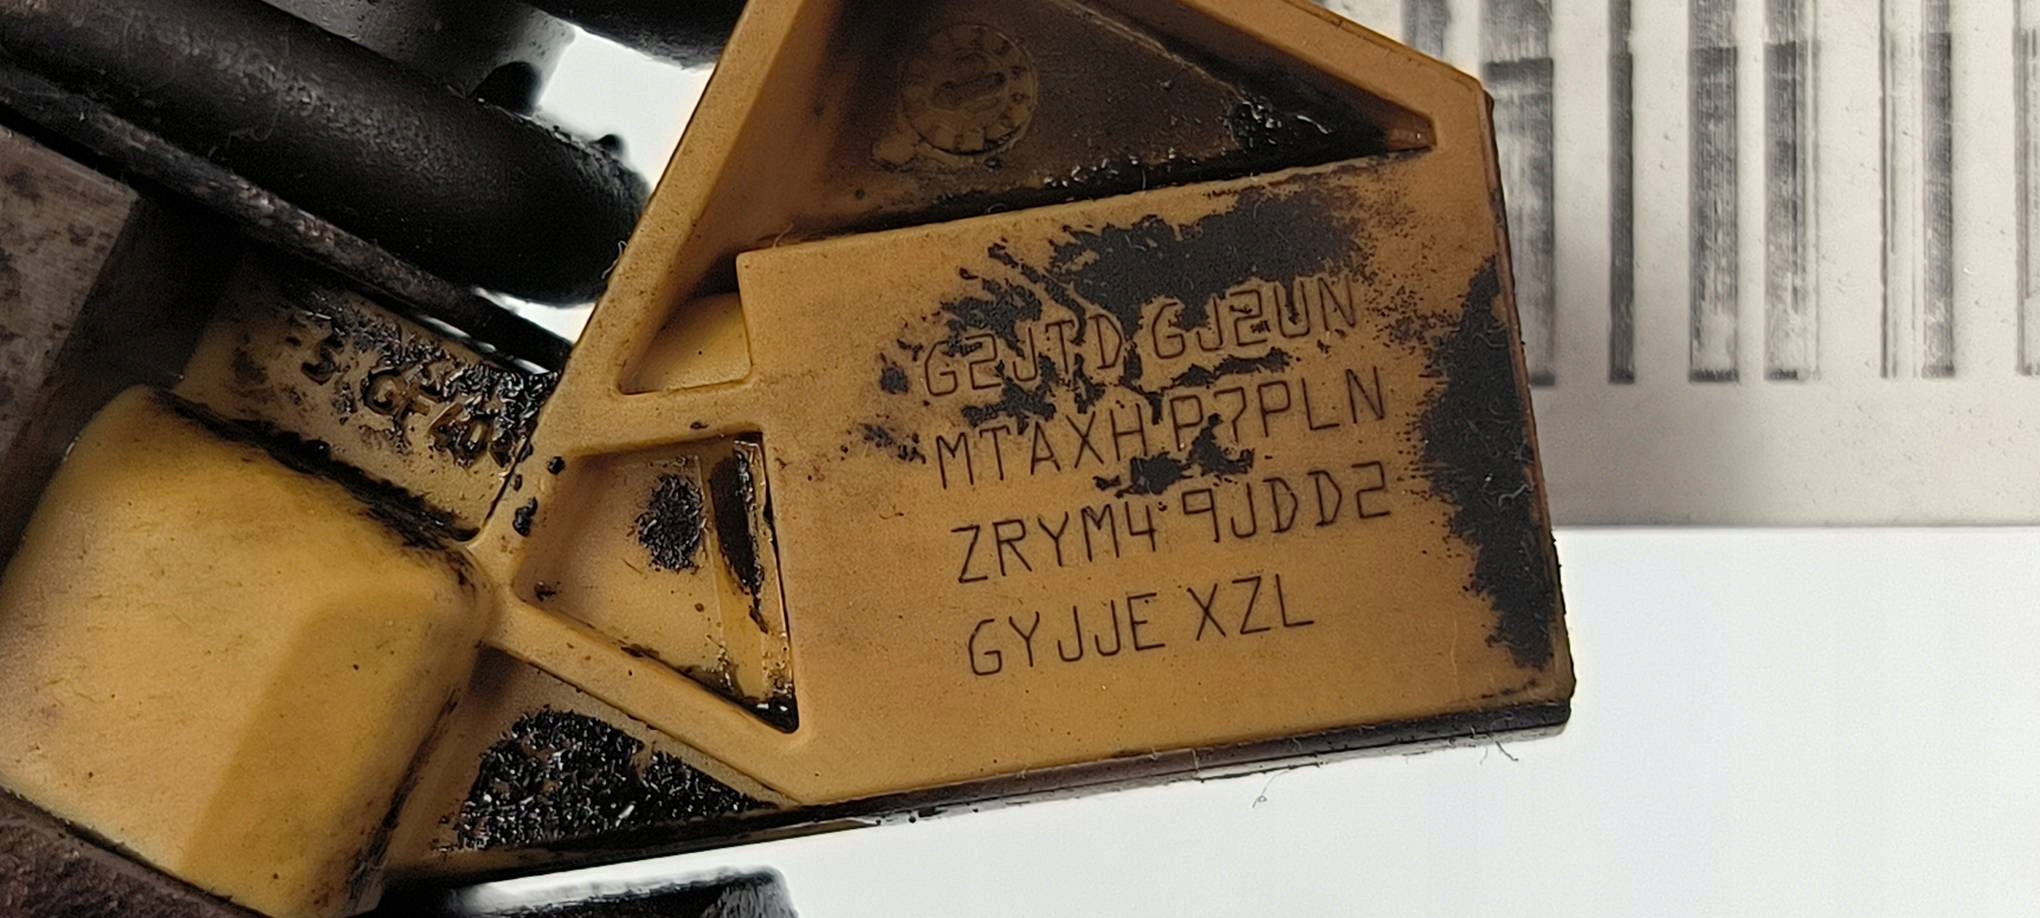 G2JTD GJ2UN
MTAXH P7PLN
ZRYM4 9JDD2
GYJJE XZL